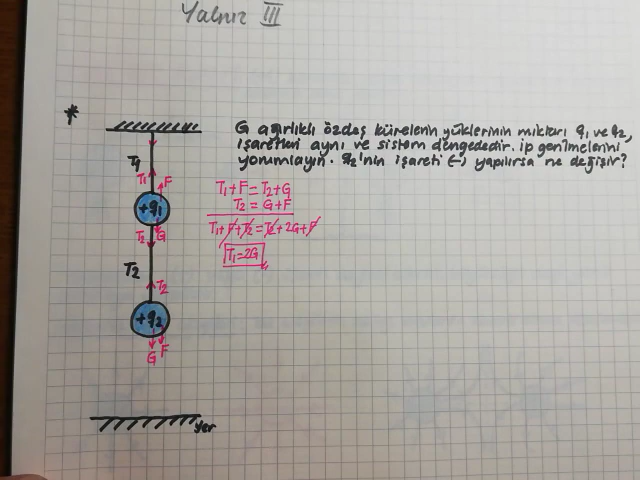 Yalnız III
*
G ağırlıklı özdeş kürelerin yüklerinin miktarı q1 ve q2,
işaretleri aynı ve sistem dengededir. ip gerilmelerini
yorumlayın. q2'nin işareti (-) yapılırsa ne değişir?
T1
T1 F
+q1
T2 G
T2
T2
+q2
G F
yer
T1+F=T2+G
T2=G+F
T1+F+T2=T2+2G+F
T1=2G